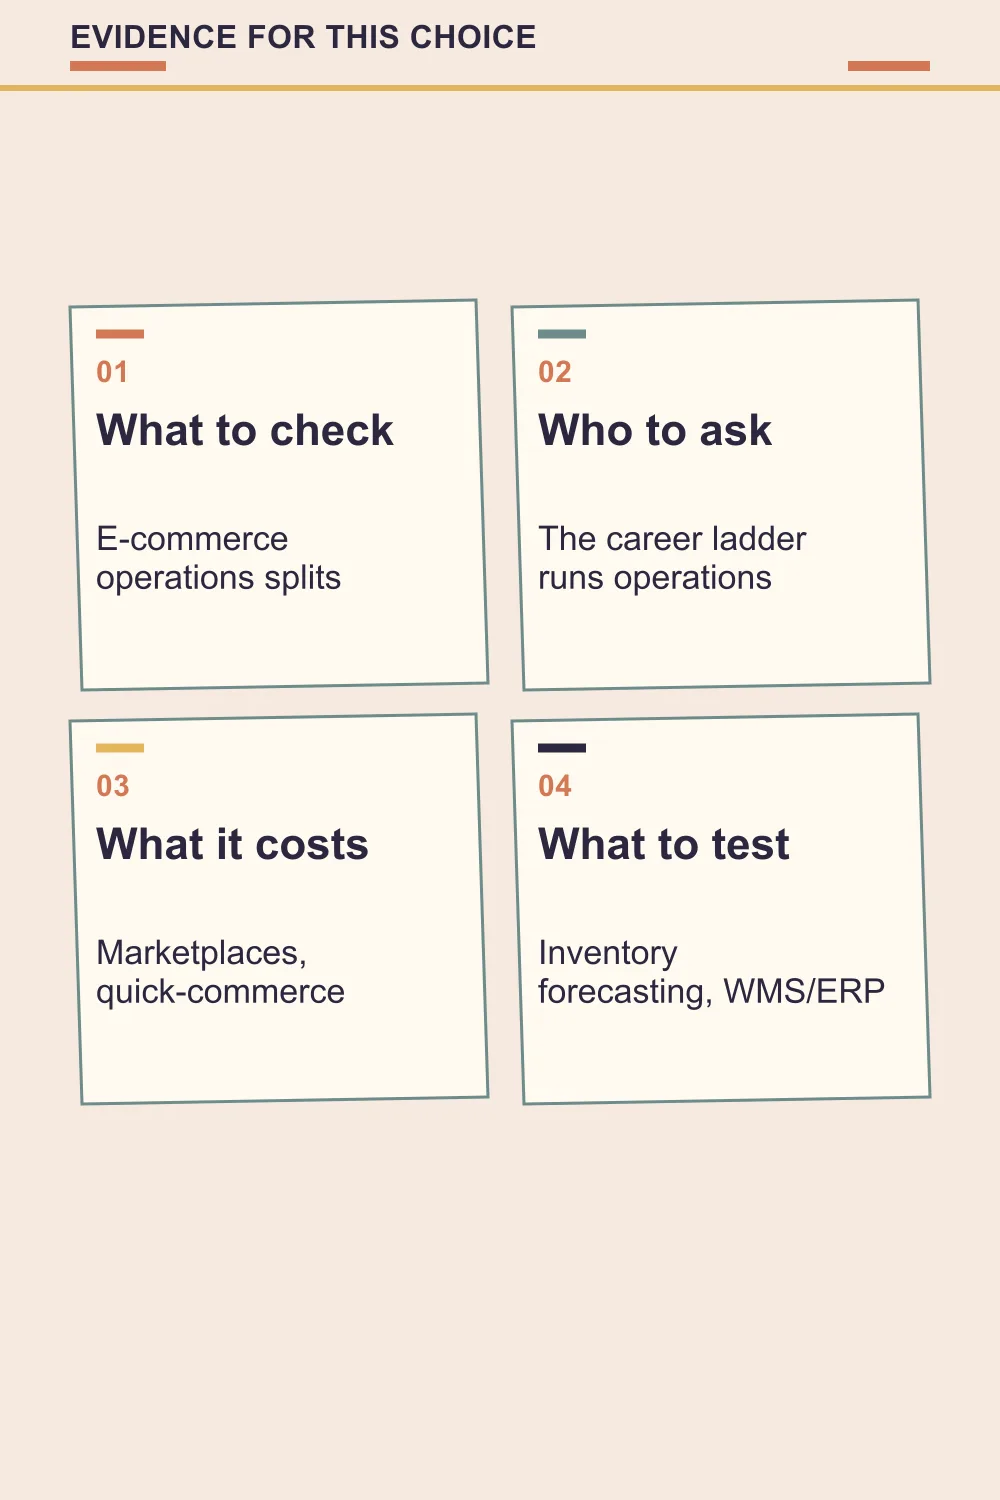 EVIDENCE FOR THIS CHOICE
01
What to check
E-commerce
operations splits
02
Who to ask
The career ladder
runs operations
03
What it costs
Marketplaces,
quick-commerce
04
What to test
Inventory
forecasting, WMS/ERP